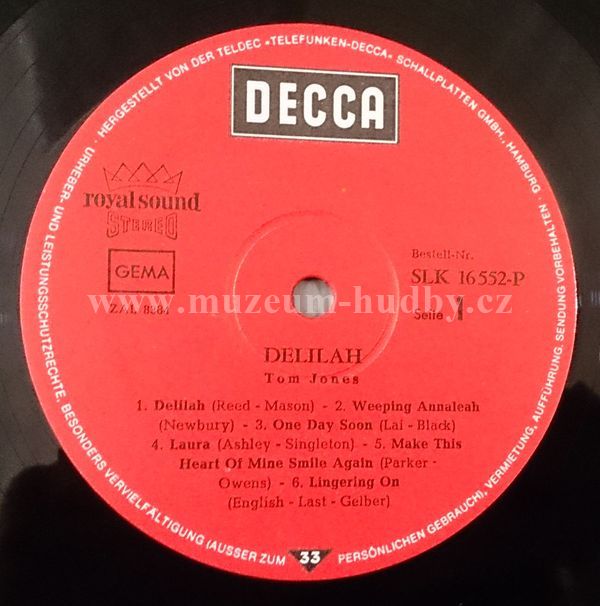 URHEBER- UND LEISTUNGSSCHUTZRECHTE. · HERGESTELLT VON DER TELDEC »TELEFUNKEN-DECCA« SCHALLPLATTEN GMBH., HAMBURG ·
DECCA
royal sound
STEREO
GEMA
Bestell-Nr.
SLK 16 552-P
www.muzeum-hudby.cz
Seite 1
DELILAH
Tom Jones
1. Delilah (Reed - Mason) - 2. Weeping Annaleah
(Newbury) - 3. One Day Soon (Lai - Black)
4. Laura (Ashley - Singleton) - 5. Make This
Heart Of Mine Smile Again (Parker -
Owens) - 6. Lingering On
(English - Last - Gelber)
BESONDERS VERVIELFÄLTIGUNG (AUSSER ZUM
33
PERSÖNLICHEN GEBRAUCH), VERMIETUNG, AUFFÜHRUNG, SENDUNG VORBEHALTEN